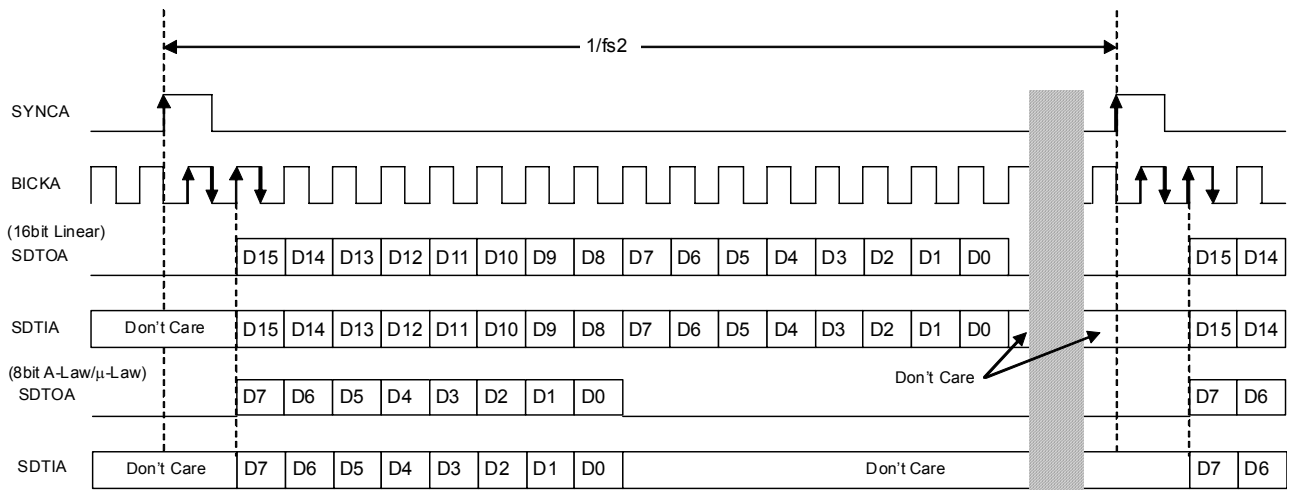 1/fs2
SYNCA
BICKA
(16bit Linear)
SDTOA D15 D14 D13 D12 D11 D10 D9 D8 D7 D6 D5 D4 D3 D2 D1 D0 D15 D14
SDTIA Don't Care D15 D14 D13 D12 D11 D10 D9 D8 D7 D6 D5 D4 D3 D2 D1 D0 D15 D14
Don't Care
(8bit A-Law/μ-Law)
SDTOA D7 D6 D5 D4 D3 D2 D1 D0 D7 D6
SDTIA Don't Care D7 D6 D5 D4 D3 D2 D1 D0 Don't Care D7 D6